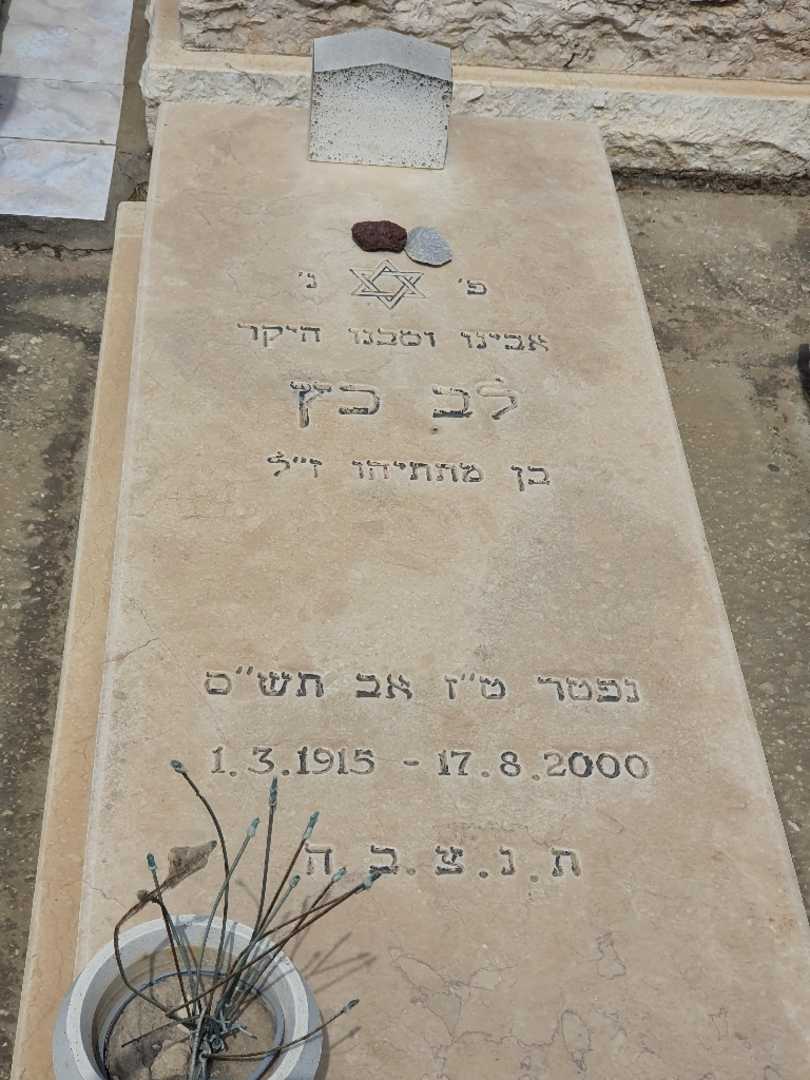 פ' נ'
אבינו וסבנו היקר
לב כץ
בן מתתיהו ז"ל
נפטר ט"ז אב תש"ס
1.3.1915 - 17.8.2000
ת.נ.צ.ב.ה